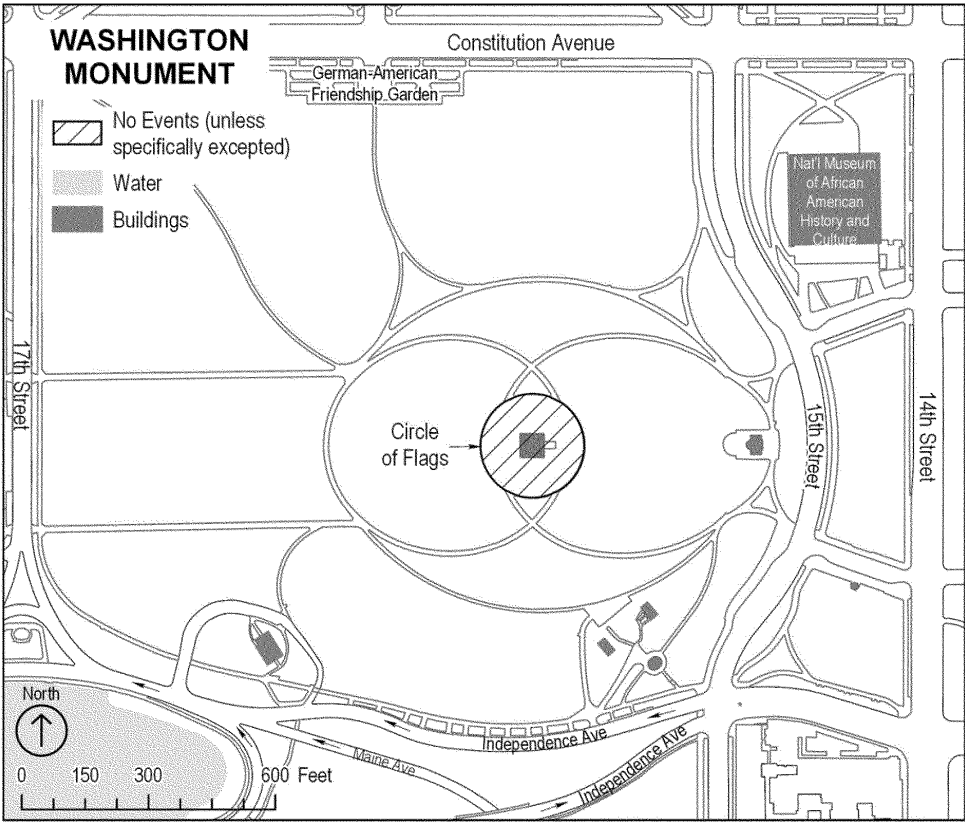 WASHINGTON
MONUMENT
No Events (unless
specifically excepted)
Water
Buildings
Constitution Avenue
German-American
Friendship Garden
Nat'l Museum
of African
American
History and
Culture
17th Street
Circle
of Flags
15th Street
14th Street
North
0 150 300 600 Feet
Independence Ave
Maine Ave
Independence Ave